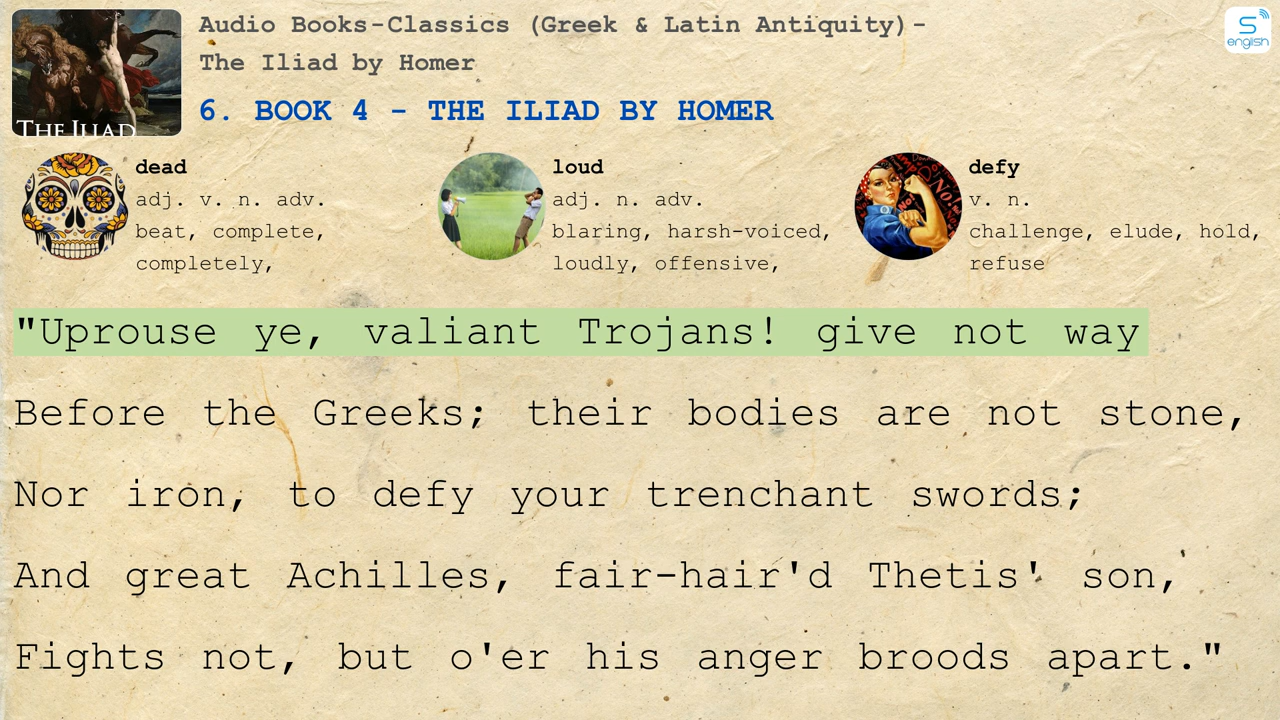 Audio Books-Classics (Greek & Latin Antiquity)-
The Iliad by Homer
6. BOOK 4 - THE ILIAD BY HOMER
THE ILIAD
S
english
dead
adj. v. n. adv.
beat, complete,
completely,
loud
adj. n. adv.
blaring, harsh-voiced,
loudly, offensive,
defy
v. n.
challenge, elude, hold,
refuse
"Uprouse ye, valiant Trojans! give not way
Before the Greeks; their bodies are not stone,
Nor iron, to defy your trenchant swords;
And great Achilles, fair-hair'd Thetis' son,
Fights not, but o'er his anger broods apart."